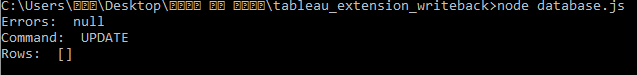 C:\Users\\Desktop\\tableau_extension_writeback>node database.js
Errors:  null
Command:  UPDATE
Rows:  []